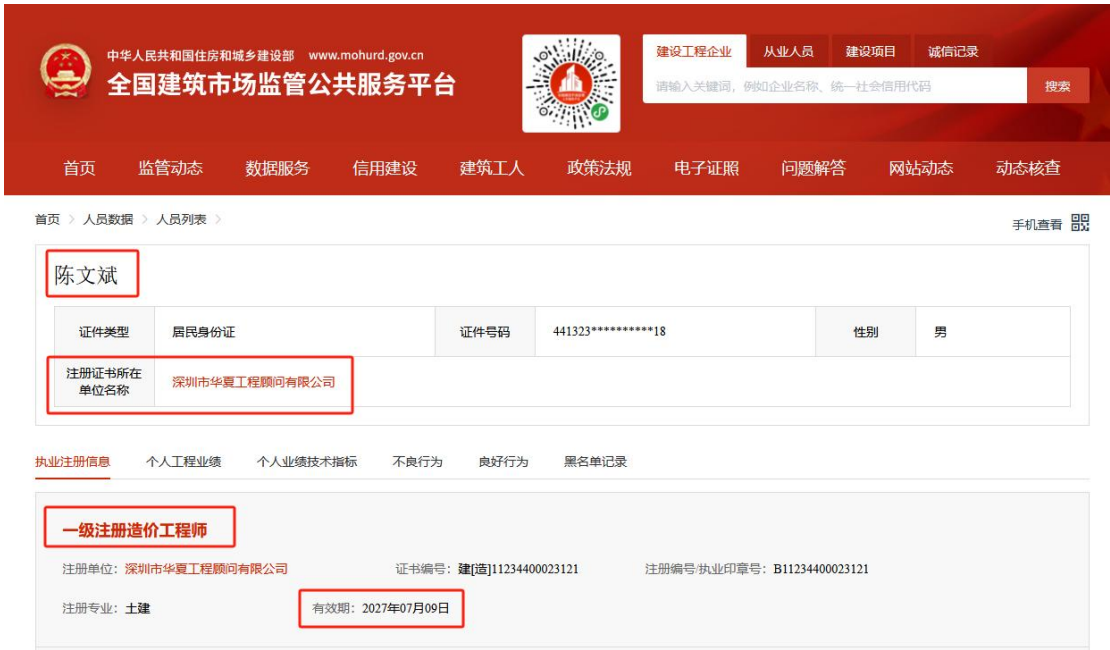 中华人民共和国住房和城乡建设部 www.mohurd.gov.cn
全国建筑市场监管公共服务平台
建设工程企业 从业人员 建设项目 诚信记录
请输入关键词，例如企业名称，统一社会信用代码 搜索
首页 监管动态 数据服务 信用建设 建筑工人 政策法规 电子证照 问题解答 网站动态 动态核查
首页 > 人员数据 > 人员列表 >
手机查看
陈文斌
证件类型 居民身份证 证件号码 441323**********18 性别 男
注册证书所在
单位名称
深圳市华夏工程顾问有限公司
执业注册信息 个人工程业绩 个人业绩技术指标 不良行为 良好行为 黑名单记录
一级注册造价工程师
注册单位：深圳市华夏工程顾问有限公司 证书编号：建[造]11234400023121 注册编号/执业印章号：B11234400023121
注册专业：土建 有效期：2027年07月09日